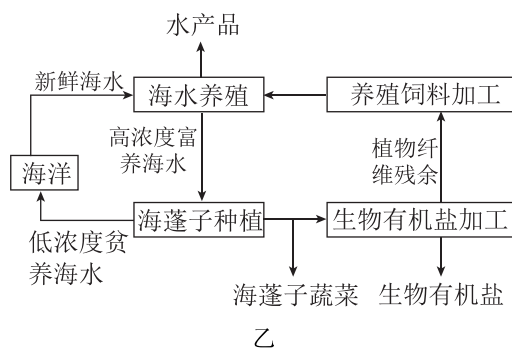 水产品
新鲜海水
海水养殖
养殖饲料加工
高浓度富
养海水
植物纤
维残余
海洋
海蓬子种植
生物有机盐加工
低浓度贫
养海水
海蓬子蔬菜
生物有机盐
乙